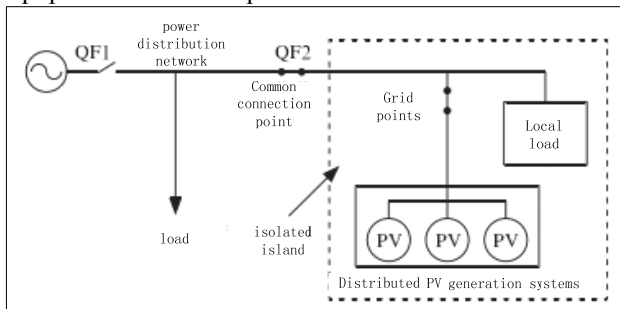 QF1
power
distribution
network
QF2
Common
connection
point
Grid
points
Local
load
load
isolated
island
PV
PV
PV
Distributed PV generation systems